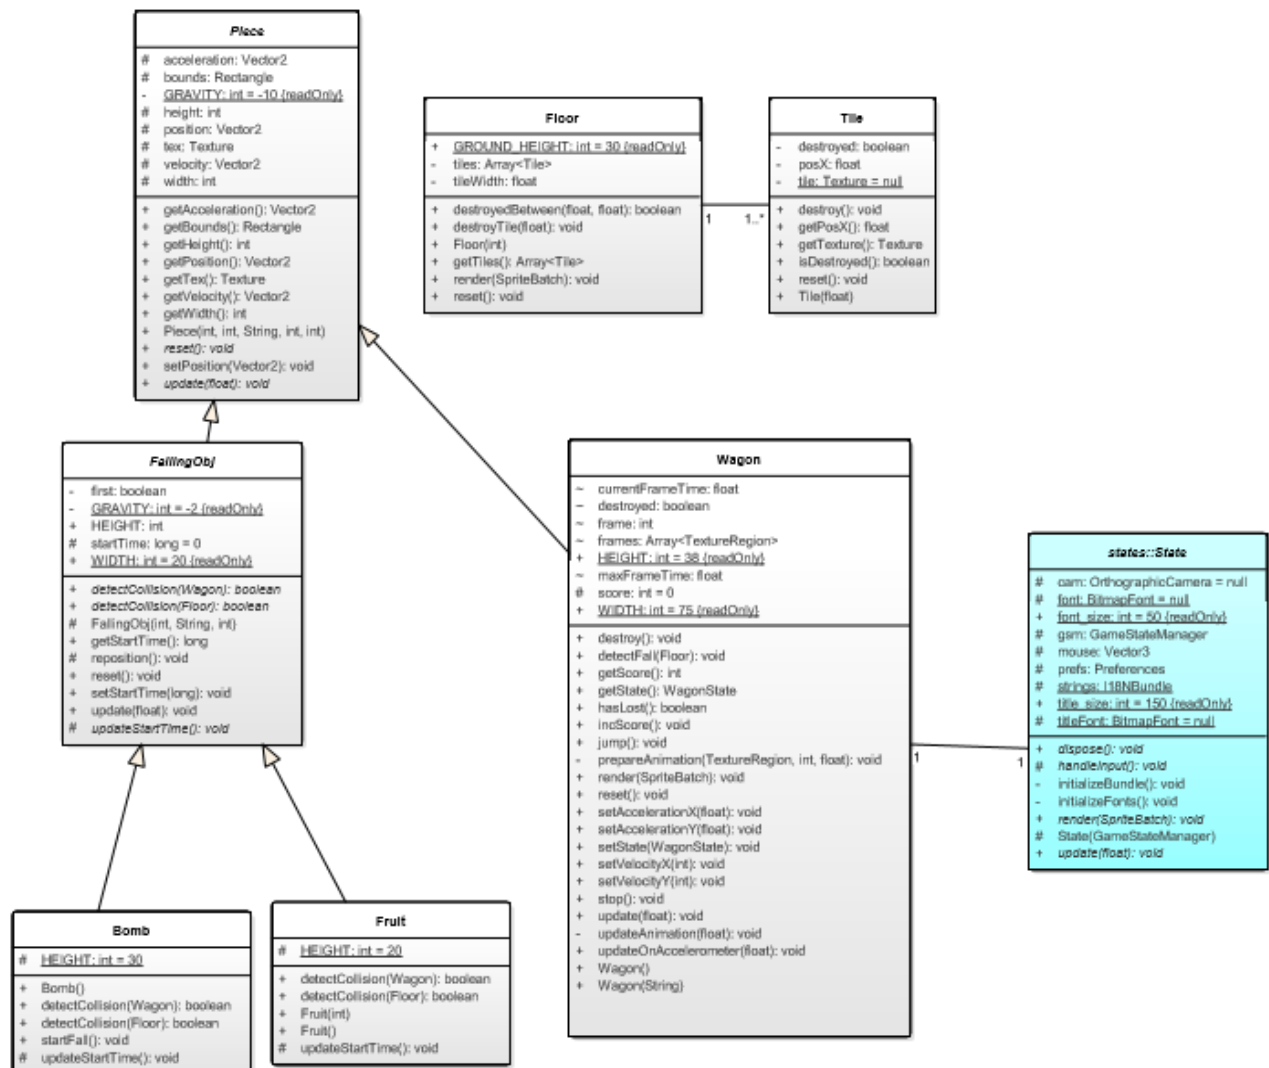 Piece
# acceleration: Vector2
# bounds: Rectangle
- GRAVITY: int = -10 {readOnly}
# height: int
# position: Vector2
# tex: Texture
# velocity: Vector2
# width: int
+ getAcceleration(): Vector2
+ getBounds(): Rectangle
+ getHeight(): int
+ getPosition(): Vector2
+ getTex(): Texture
+ getVelocity(): Vector2
+ getWidth(): int
+ Piece(int, int, String, int, int)
+ reset(): void
+ setPosition(Vector2): void
+ update(float): void
Floor
+ GROUND_HEIGHT: int = 30 {readOnly}
- tiles: Array<Tile>
- tileWidth: float
+ destroyedBetween(float, float): boolean
+ destroyTile(float): void
+ Floor(int)
+ getTiles(): Array<Tile>
+ render(SpriteBatch): void
+ reset(): void
1
1..*
Tile
- destroyed: boolean
- posX: float
- tile: Texture = null
+ destroy(): void
+ getPosX(): float
+ getTexture(): Texture
+ isDestroyed(): boolean
+ reset(): void
+ Tile(float)
FallingObj
- first: boolean
- GRAVITY: int = -2 {readOnly}
+ HEIGHT: int
# startTime: long = 0
+ WIDTH: int = 20 {readOnly}
+ detectCollision(Wagon): boolean
+ detectCollision(Floor): boolean
# FallingObj(int, String, int)
+ getStartTime(): long
# reposition(): void
+ reset(): void
+ setStartTime(long): void
+ update(float): void
# updateStartTime(): void
Wagon
~ currentFrameTime: float
~ destroyed: boolean
~ frame: int
~ frames: Array<TextureRegion>
+ HEIGHT: int = 38 {readOnly}
~ maxFrameTime: float
# score: int = 0
+ WIDTH: int = 75 {readOnly}
+ destroy(): void
+ detectFall(Floor): void
+ getScore(): int
+ getState(): WagonState
+ hasLost(): boolean
+ incScore(): void
+ jump(): void
- prepareAnimation(TextureRegion, int, float): void
+ render(SpriteBatch): void
+ reset(): void
+ setAccelerationX(float): void
+ setAccelerationY(float): void
+ setState(WagonState): void
+ setVelocityX(int): void
+ setVelocityY(int): void
+ stop(): void
+ update(float): void
- updateAnimation(float): void
+ updateOnAccelerometer(float): void
+ Wagon()
+ Wagon(String)
1
1
states::State
# cam: OrthographicCamera = null
# font: BitmapFont = null
+ font_size: int = 50 {readOnly}
# gsm: GameStateManager
# mouse: Vector3
# prefs: Preferences
# strings: I18NBundle
+ title_size: int = 150 {readOnly}
# titleFont: BitmapFont = null
+ dispose(): void
# handleInput(): void
- initializeBundle(): void
- initializeFonts(): void
+ render(SpriteBatch): void
# State(GameStateManager)
+ update(float): void
Bomb
# HEIGHT: int = 30
+ Bomb()
+ detectCollision(Wagon): boolean
+ detectCollision(Floor): boolean
+ startFall(): void
# updateStartTime(): void
Fruit
# HEIGHT: int = 20
+ detectCollision(Wagon): boolean
+ detectCollision(Floor): boolean
+ Fruit(int)
+ Fruit()
# updateStartTime(): void